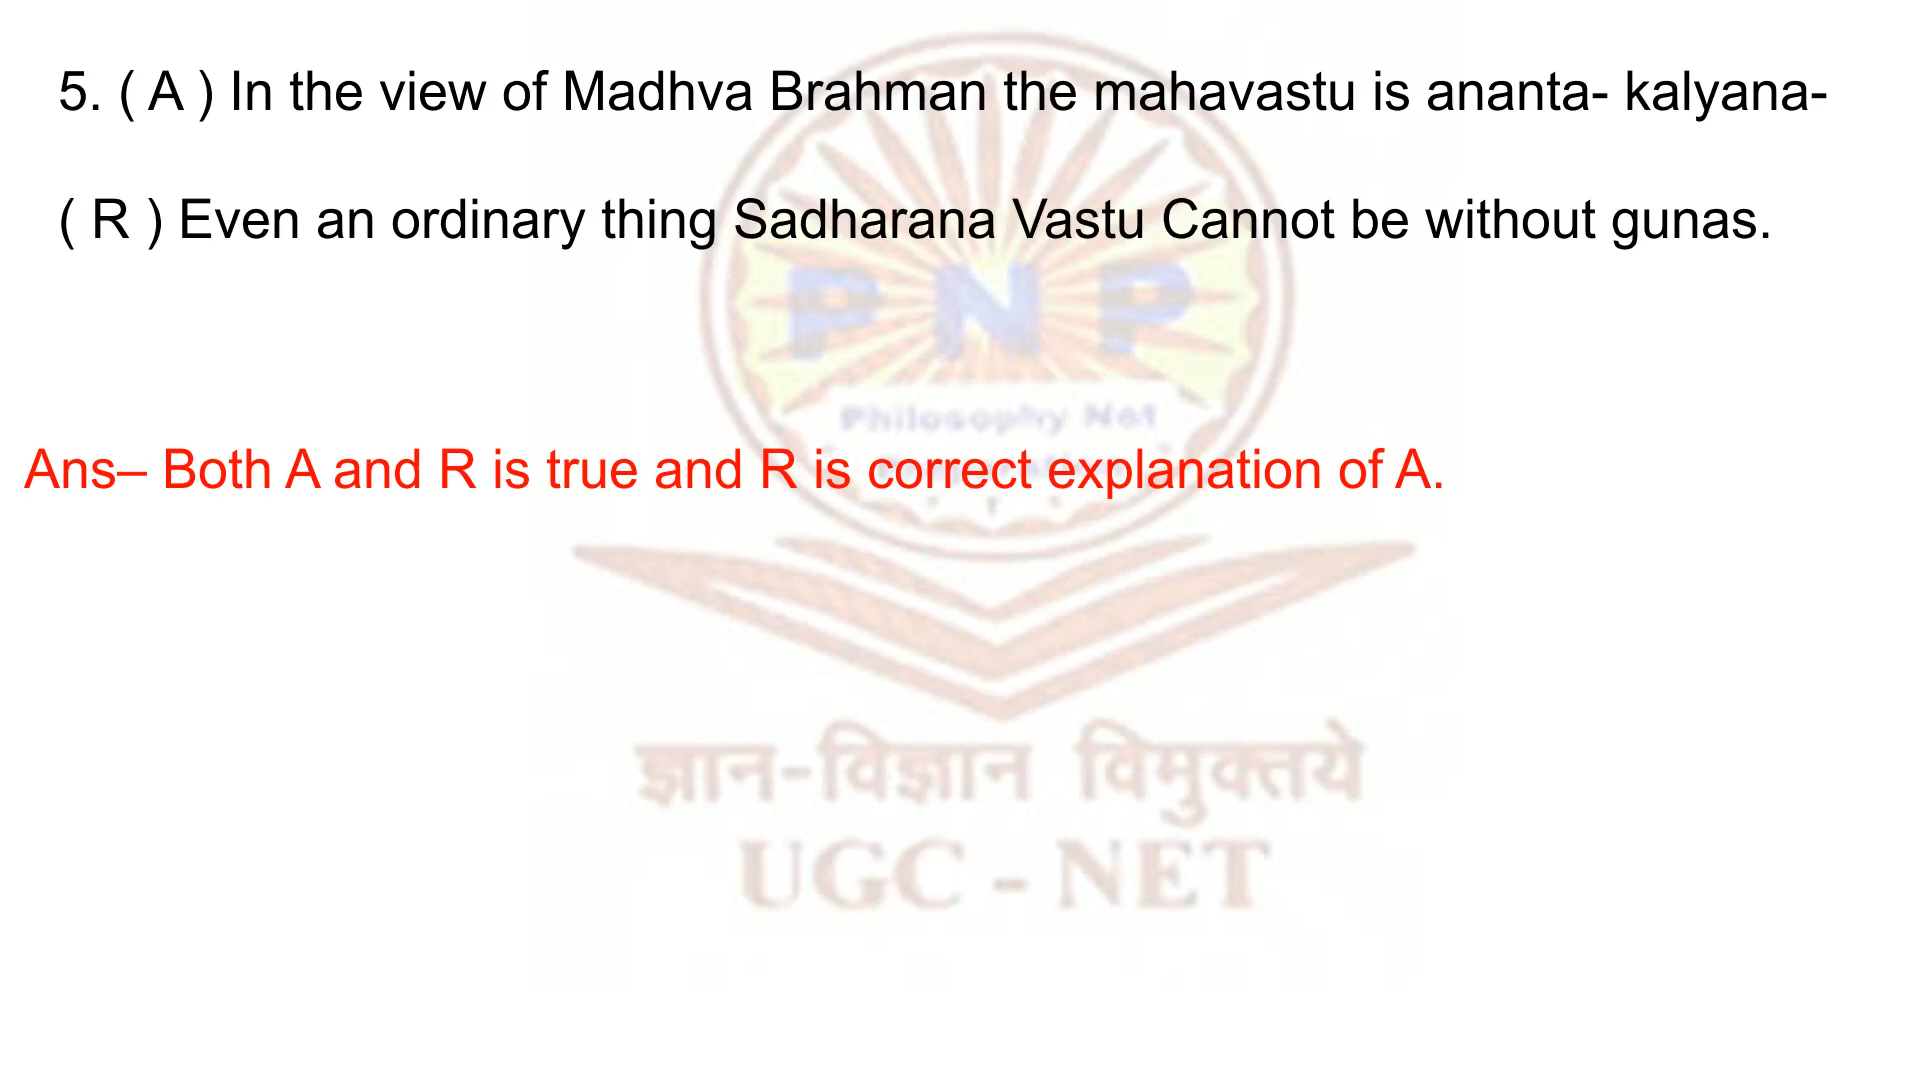 5. ( A ) In the view of Madhva Brahman the mahavastu is ananta- kalyana-
( R ) Even an ordinary thing Sadharana Vastu Cannot be without gunas.
P N P
Philosophy Net
Ans– Both A and R is true and R is correct explanation of A.
ज्ञान-विज्ञान विमुक्तये
UGC - NET